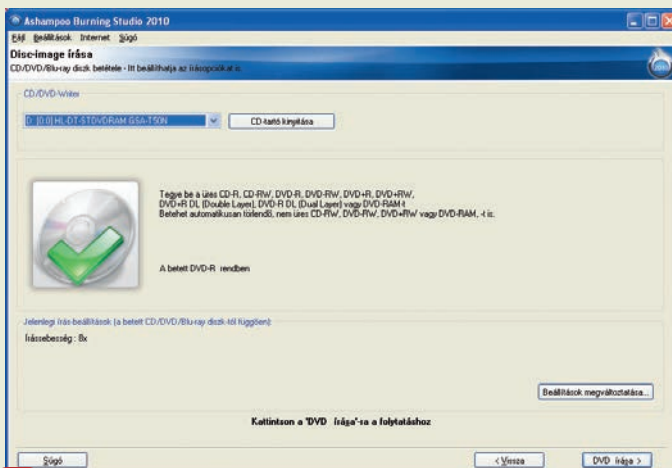 Ashampoo Burning Studio 2010
Fájl Beállítások Internet Súgó
Disc-image írása
CD/DVD/Blu-ray diszk betétele - Itt beállíthatja az írásopciókat is.
CD/DVD-Writer
D: [0:0] HL-DT-STDVDRAM GSA-T50N
CD-tartó kinyitása
Tegye be a üres CD-R, CD-RW, DVD-R, DVD-RW, DVD+R, DVD+RW,
DVD+R DL (Double Layer), DVD-R DL (Dual Layer) vagy DVD-RAM-t
Betehet automatikusan törlendő, nem üres CD-RW, DVD-RW, DVD+RW vagy DVD-RAM, -t is.
A betett DVD-R rendben
Jelenlegi írás-beállítások (a betett CD/DVD/Blu-ray diszk-től függően):
Írássebesség : 8x
Beállítások megváltoztatása...
Kattintson a "DVD írása"-sa a folytatáshoz
Súgó
< Vissza
DVD írása >